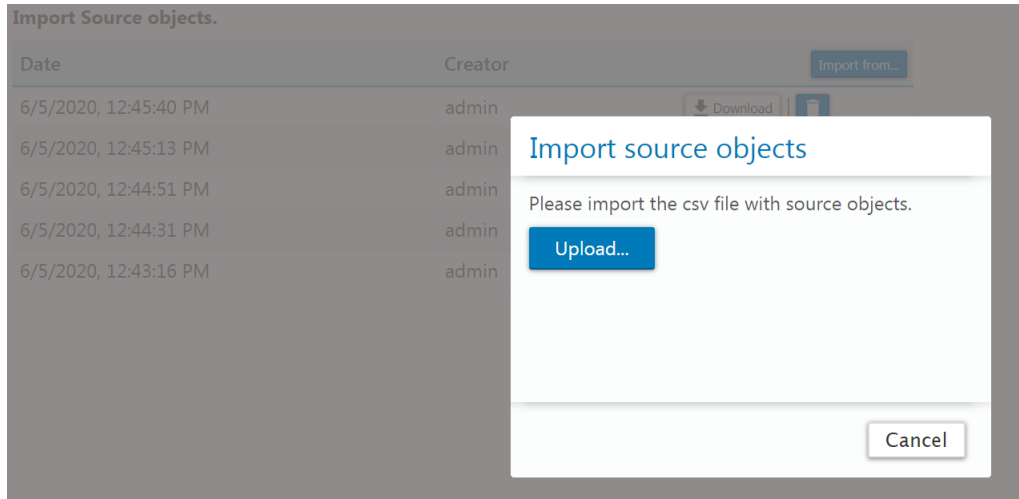 Import Source objects.
Date Creator Import from...
6/5/2020, 12:45:40 PM admin Download
6/5/2020, 12:45:13 PM admin
6/5/2020, 12:44:51 PM admin
6/5/2020, 12:44:31 PM admin
6/5/2020, 12:43:16 PM admin
Import source objects
Please import the csv file with source objects.
Upload...
Cancel